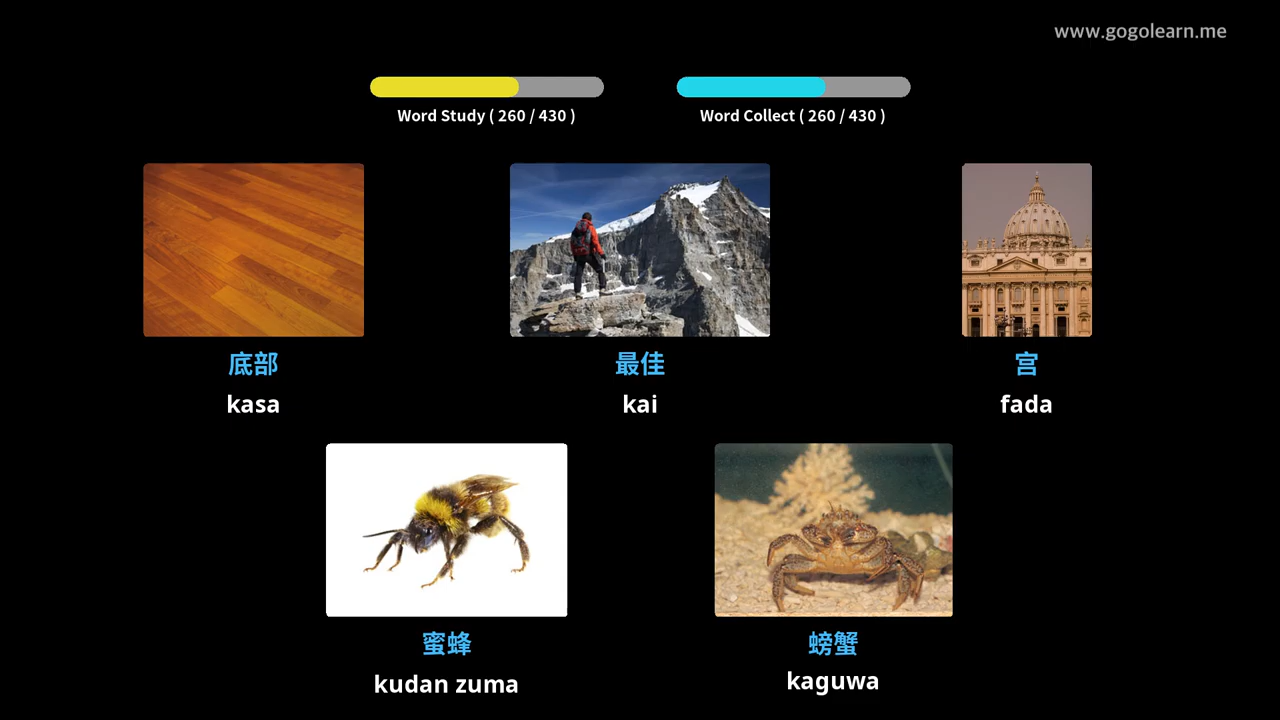 www.gogolearn.me
Word Study ( 260 / 430 )
Word Collect ( 260 / 430 )
底部
最佳
宫
kasa
kai
fada
蜜蜂
螃蟹
kudan zuma
kaguwa